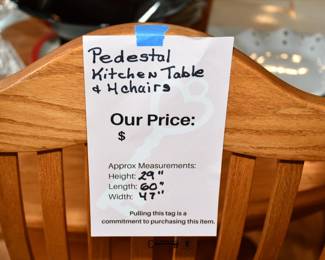 Pedestal
Kitchen Table
& 4 chairs
Our Price:
$
Approx Measurements:
Height: 29"
Length: 60"
Width: 47"
Pulling this tag is a
commitment to purchasing this item.